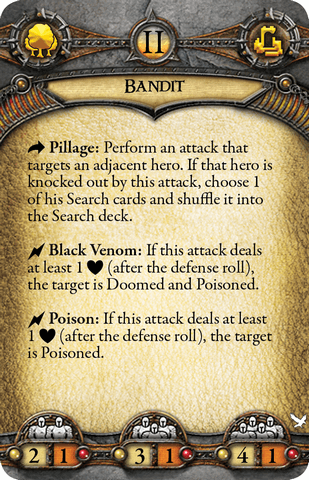 II
BANDIT
Pillage: Perform an attack that
targets an adjacent hero. If that hero is
knocked out by this attack, choose 1
of his Search cards and shuffle it into
the Search deck.
Black Venom: If this attack deals
at least 1 (after the defense roll),
the target is Doomed and Poisoned.
Poison: If this attack deals at least
1 (after the defense roll), the target
is Poisoned.
2 1 3 1 4 1